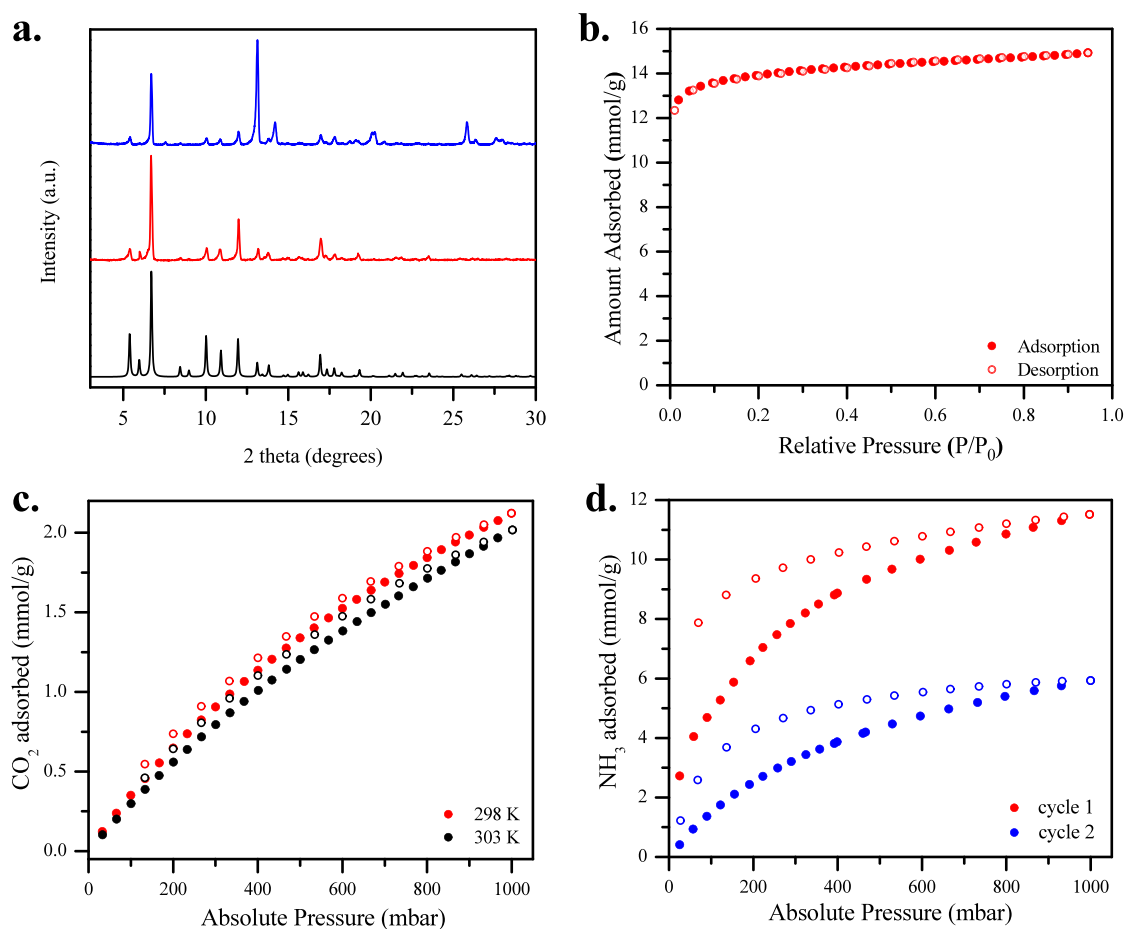 a.
Intensity (a.u.)
5 10 15 20 25 30
2 theta (degrees)
b.
Amount Adsorbed (mmol/g)
16
14
12
10
8
6
4
2
0
Adsorption
Desorption
0.0 0.2 0.4 0.6 0.8 1.0
Relative Pressure (P/P₀)
c.
CO₂ adsorbed (mmol/g)
2.0
1.5
1.0
0.5
0.0
298 K
303 K
0 200 400 600 800 1000
Absolute Pressure (mbar)
d.
NH₃ adsorbed (mmol/g)
12
10
8
6
4
2
0
cycle 1
cycle 2
0 200 400 600 800 1000
Absolute Pressure (mbar)